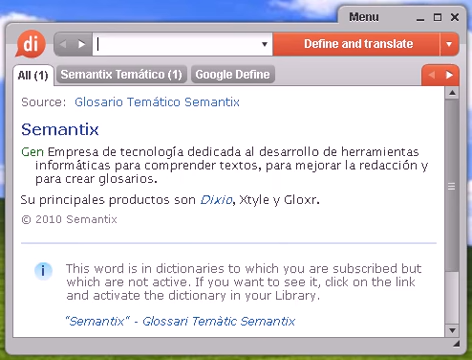 Menu
di
Define and translate
All (1)
Semantix Temático (1)
Google Define
Source: Glosario Temático Semantix
Semantix
Gen Empresa de tecnología dedicada al desarrollo de herramientas
informáticas para comprender textos, para mejorar la redacción y
para crear glosarios.
Su principales productos son Dixio, Xtyle y Gloxr.
© 2010 Semantix
i
This word is in dictionaries to which you are subscribed but
which are not active. If you want to see it, click on the link
and activate the dictionary in your Library.
"Semantix" - Glossari Temàtic Semantix